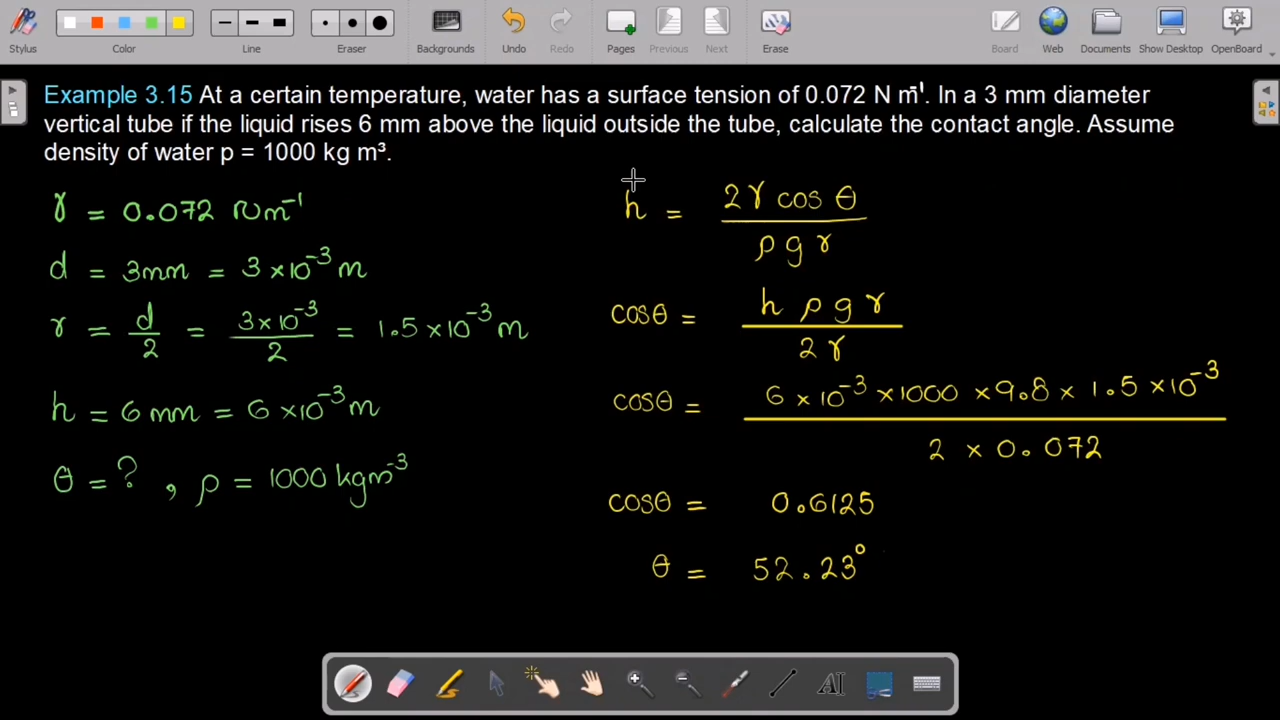 Stylus Color Line Eraser Backgrounds Undo Redo Pages Previous Next Erase Board Web Documents Show Desktop OpenBoard
Example 3.15 At a certain temperature, water has a surface tension of 0.072 N m⁻¹. In a 3 mm diameter
vertical tube if the liquid rises 6 mm above the liquid outside the tube, calculate the contact angle. Assume
density of water p = 1000 kg m³.
γ = 0.072 Nm⁻¹
d = 3mm = 3×10⁻³ m
r = d/2 = 3×10⁻³/2 = 1.5×10⁻³ m
h = 6mm = 6×10⁻³ m
θ = ? , ρ = 1000 kgm⁻³
h = 2γ cos θ / ρ g r
cosθ = h ρ g r / 2γ
cosθ = 6×10⁻³ ×1000 ×9.8 × 1.5 ×10⁻³ / 2 × 0.072
cosθ = 0.6125
θ = 52.23°
AI